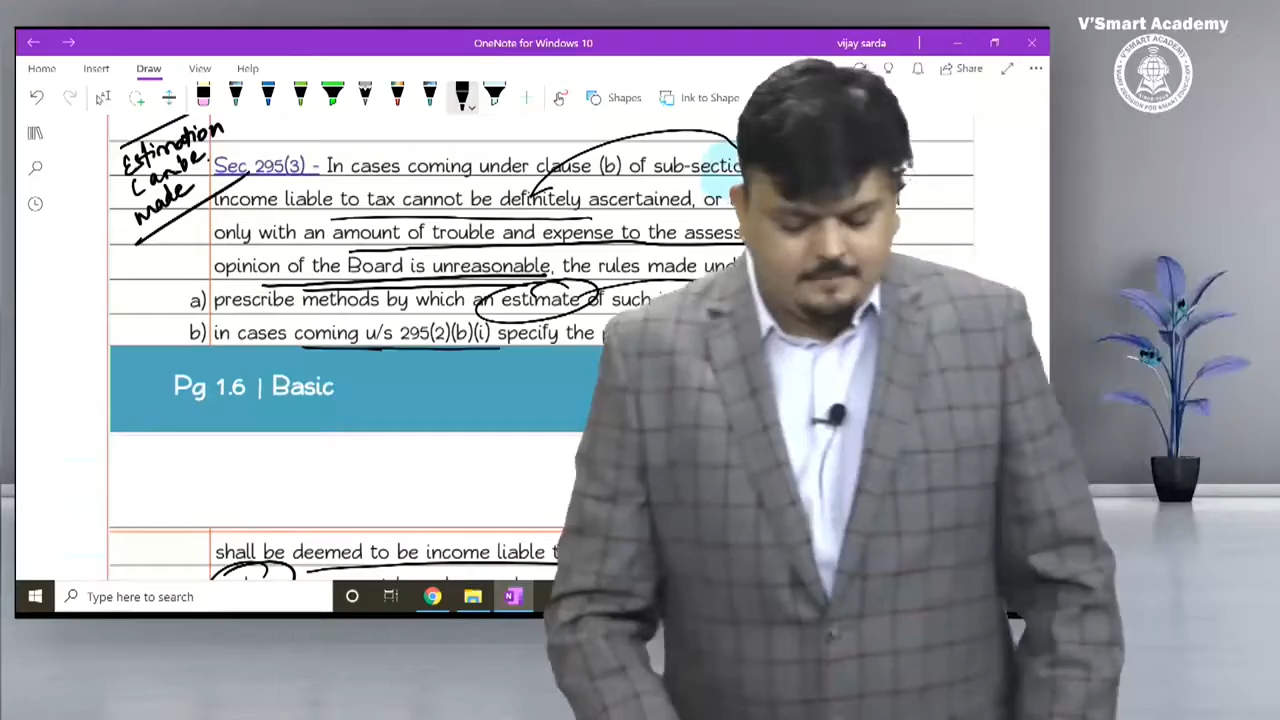 V'Smart Academy
OneNote for Windows 10
vijay sarda
Home Insert Draw View Help
Share
Shapes
Ink to Shape
Estimation
Can be
made
Sec 295(3) - In cases coming under clause (b) of sub-sectio
income liable to tax cannot be definitely ascertained, or
only with an amount of trouble and expense to the assess
opinion of the Board is unreasonable, the rules made und
a) prescribe methods by which an estimate of such
b) in cases coming u/s 295(2)(b)(i) specify the
Pg 1.6 | Basic
shall be deemed to be income liable
Type here to search